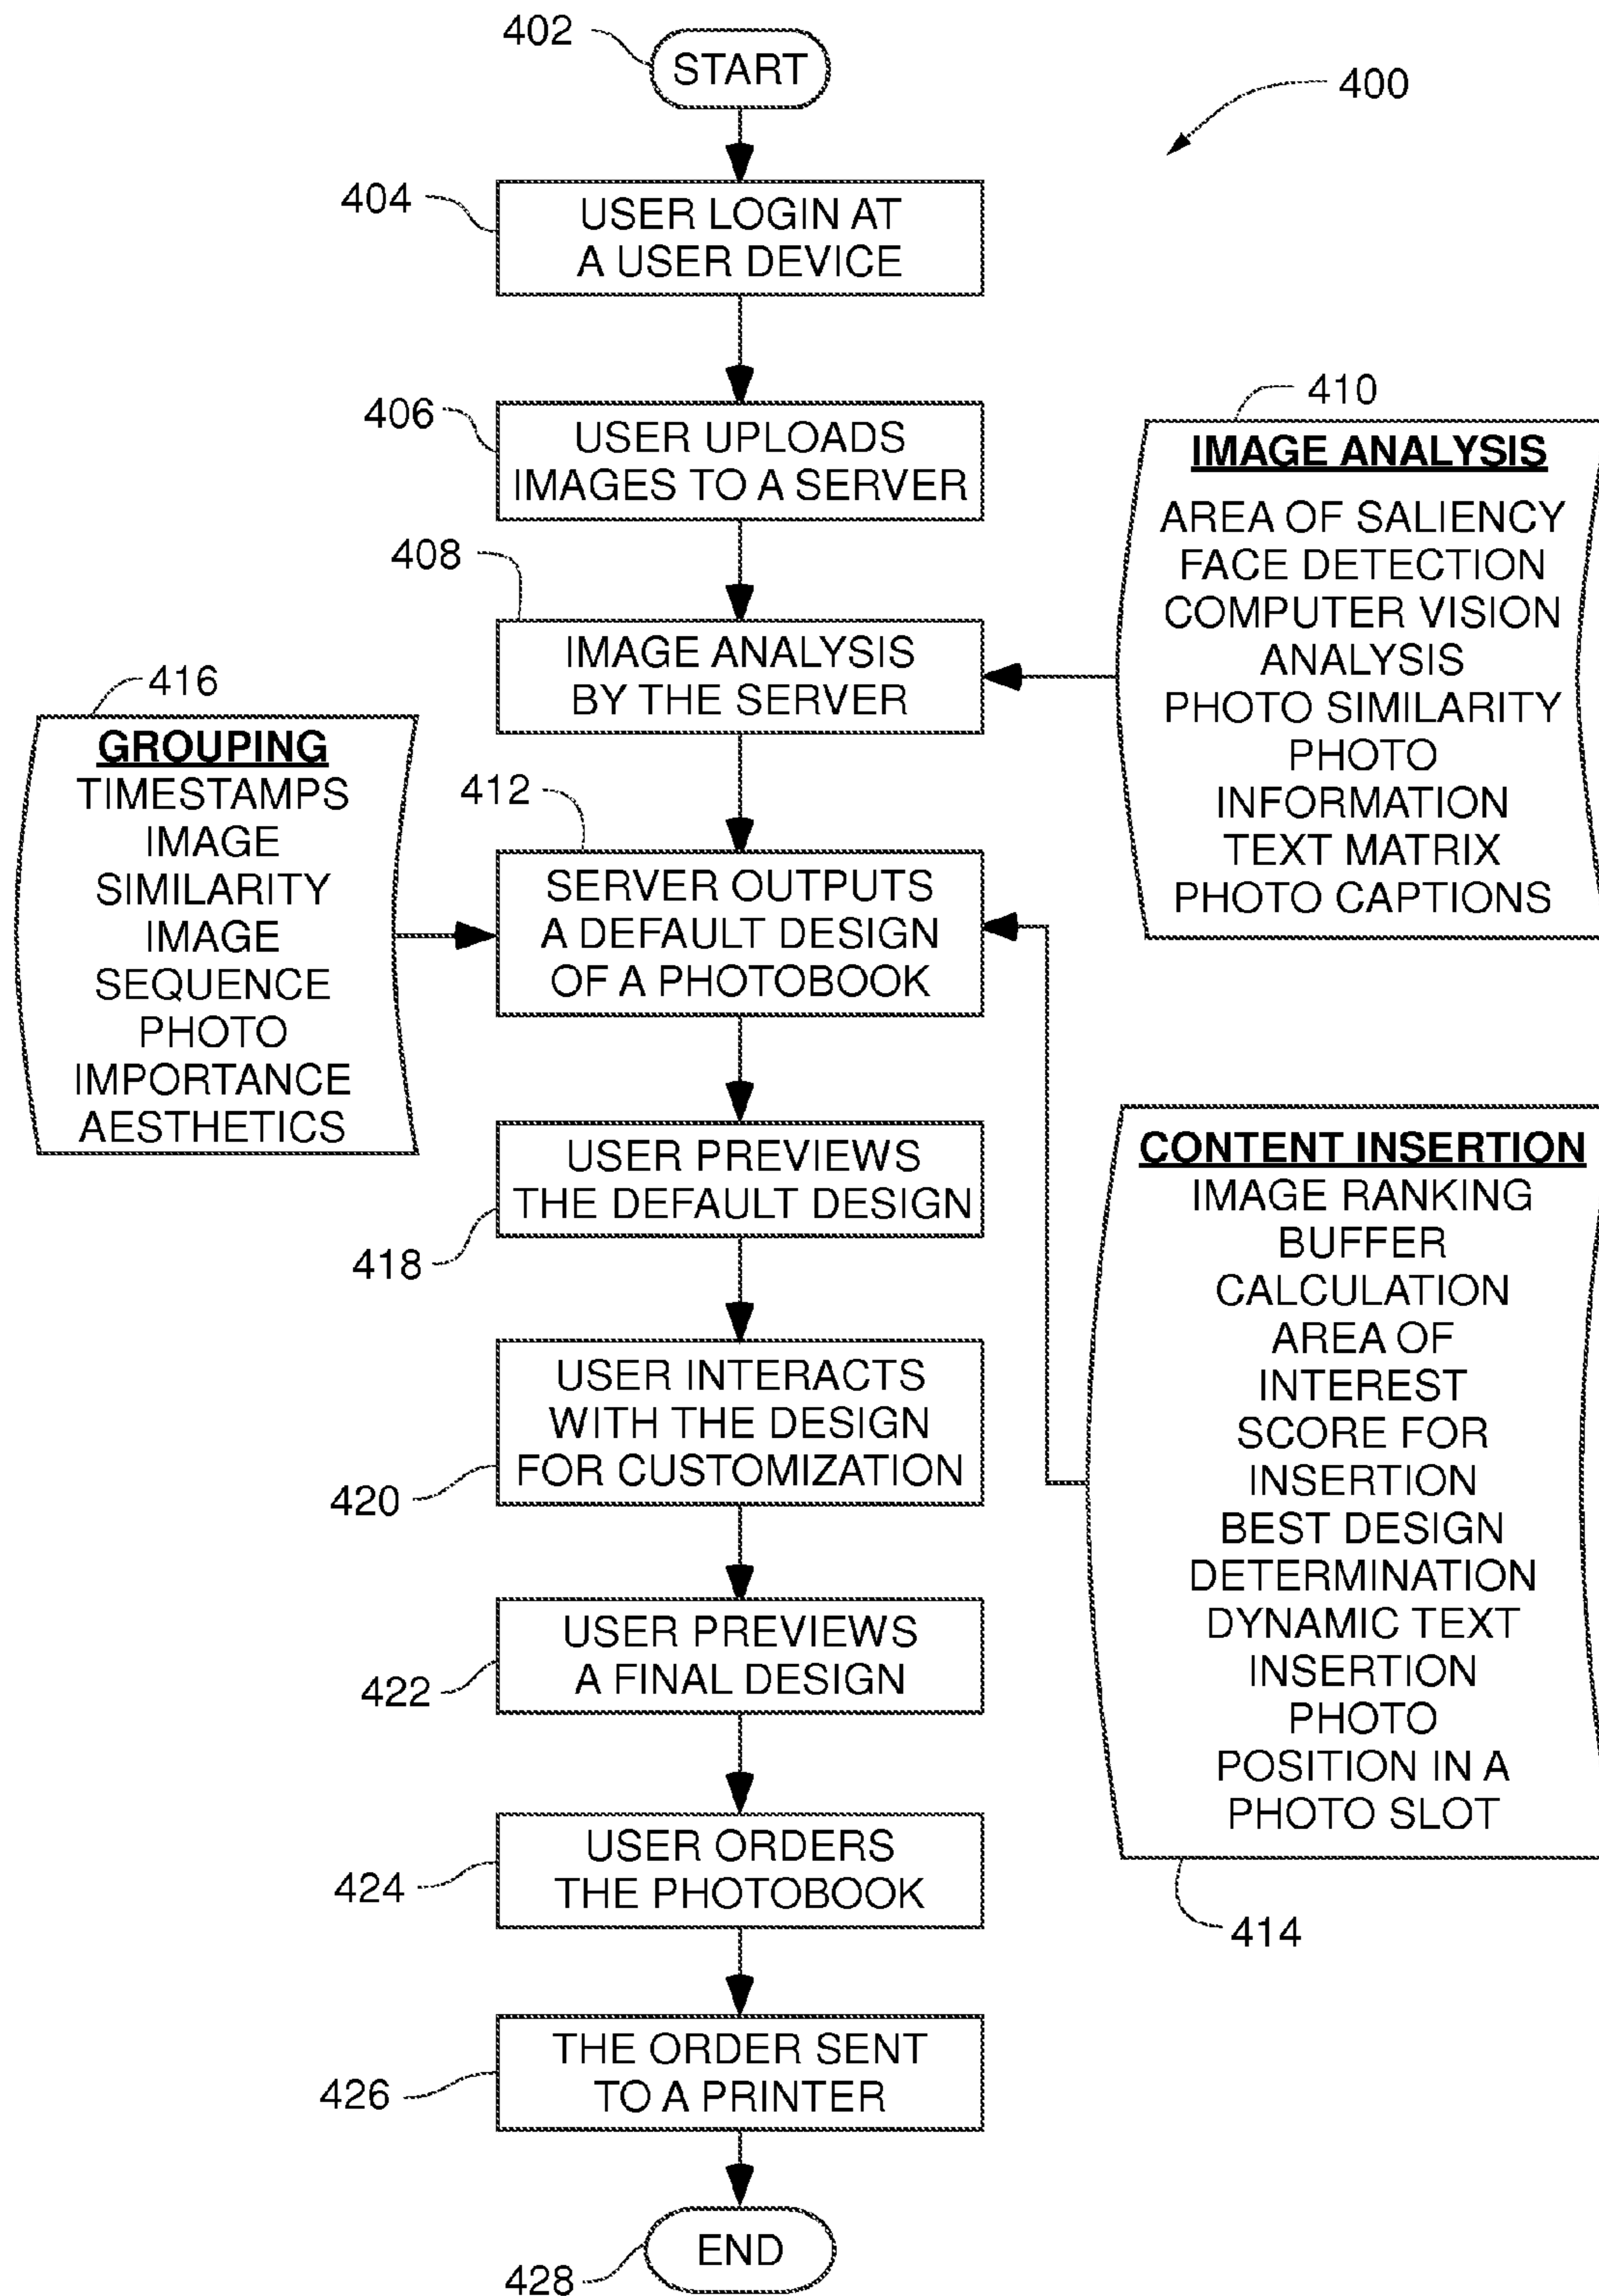 402
START
400
404
USER LOGIN AT
A USER DEVICE
406
USER UPLOADS
IMAGES TO A SERVER
408
IMAGE ANALYSIS
BY THE SERVER
410
IMAGE ANALYSIS
AREA OF SALIENCY
FACE DETECTION
COMPUTER VISION
ANALYSIS
PHOTO SIMILARITY
PHOTO
INFORMATION
TEXT MATRIX
PHOTO CAPTIONS
416
GROUPING
TIMESTAMPS
IMAGE
SIMILARITY
IMAGE
SEQUENCE
PHOTO
IMPORTANCE
AESTHETICS
412
SERVER OUTPUTS
A DEFAULT DESIGN
OF A PHOTOBOOK
CONTENT INSERTION
IMAGE RANKING
BUFFER
CALCULATION
AREA OF
INTEREST
SCORE FOR
INSERTION
BEST DESIGN
DETERMINATION
DYNAMIC TEXT
INSERTION
PHOTO
POSITION IN A
PHOTO SLOT
414
USER PREVIEWS
THE DEFAULT DESIGN
418
USER INTERACTS
WITH THE DESIGN
FOR CUSTOMIZATION
420
USER PREVIEWS
A FINAL DESIGN
422
USER ORDERS
THE PHOTOBOOK
424
THE ORDER SENT
TO A PRINTER
426
END
428